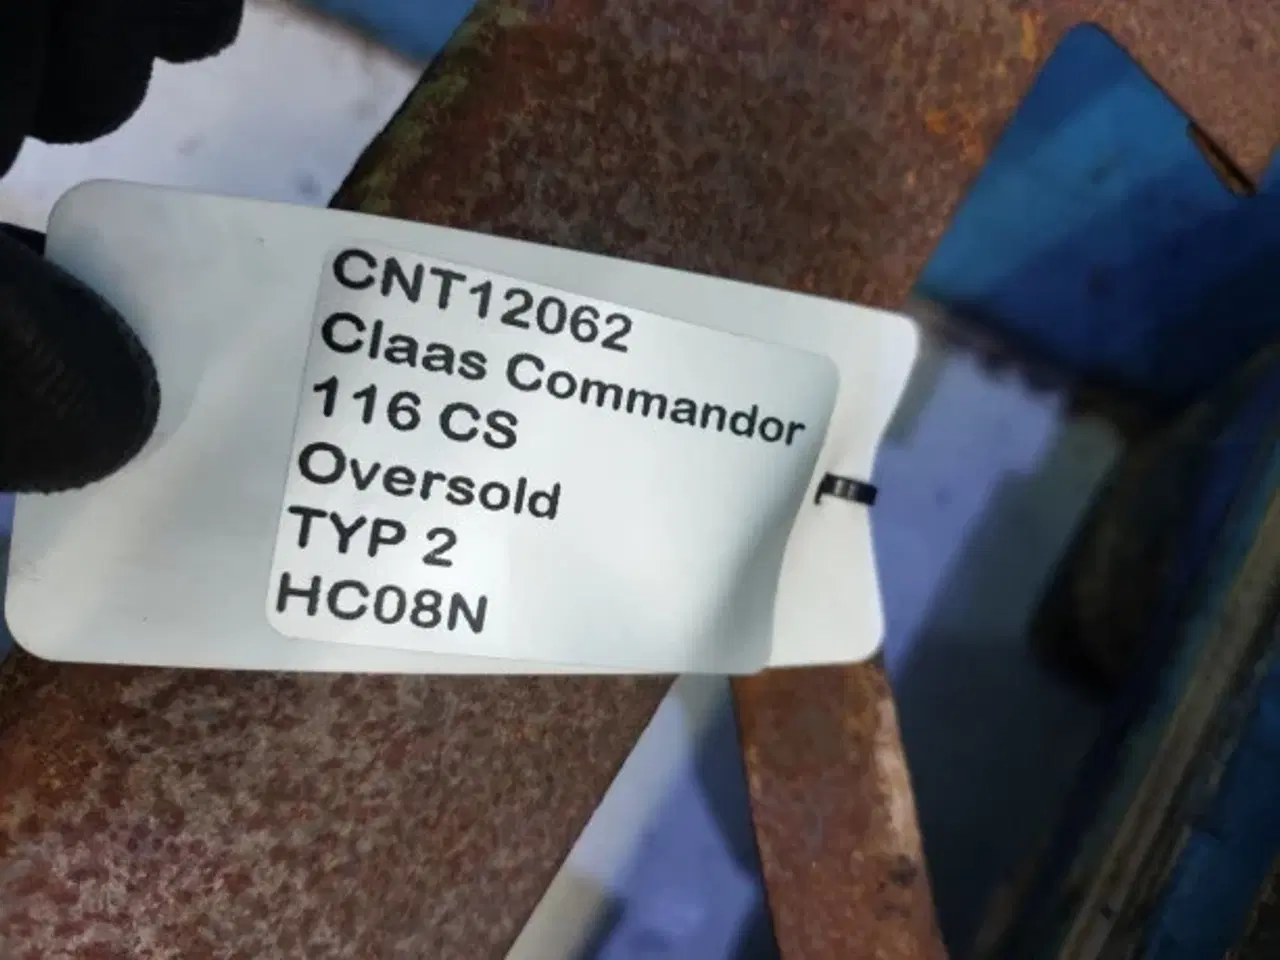 CNT12062
Claas Commandor
116 CS
Oversold
TYP 2
HC08N